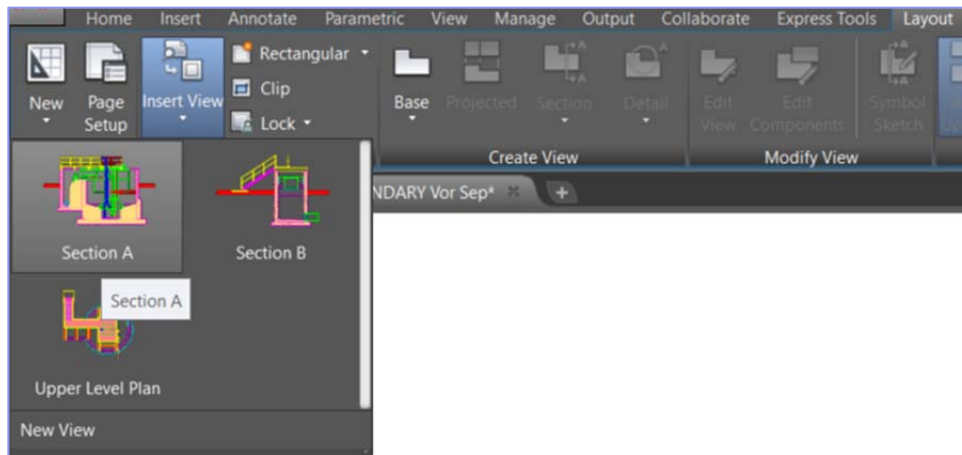 Home Insert Annotate Parametric View Manage Output Collaborate Express Tools Layout
New
Page Setup
Insert View
Rectangular
Clip
Lock
Base
Projected
Section
Detail
Edit View
Edit Components
Symbol Sketch
Create View
Modify View
NDARY Vor Sep*
Section A
Section B
Section A
Upper Level Plan
New View